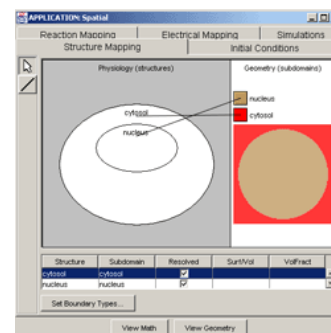 APPLICATION: Spatial
Reaction Mapping Electrical Mapping Simulations
Structure Mapping Initial Conditions
Physiology (structures) Geometry (subdomains)
cytosol
nucleus
nucleus
cytosol
Structure Subdomain Resolved Surf/Vol VolFract
cytosol cytosol
nucleus nucleus
Set Boundary Types...
View Math View Geometry